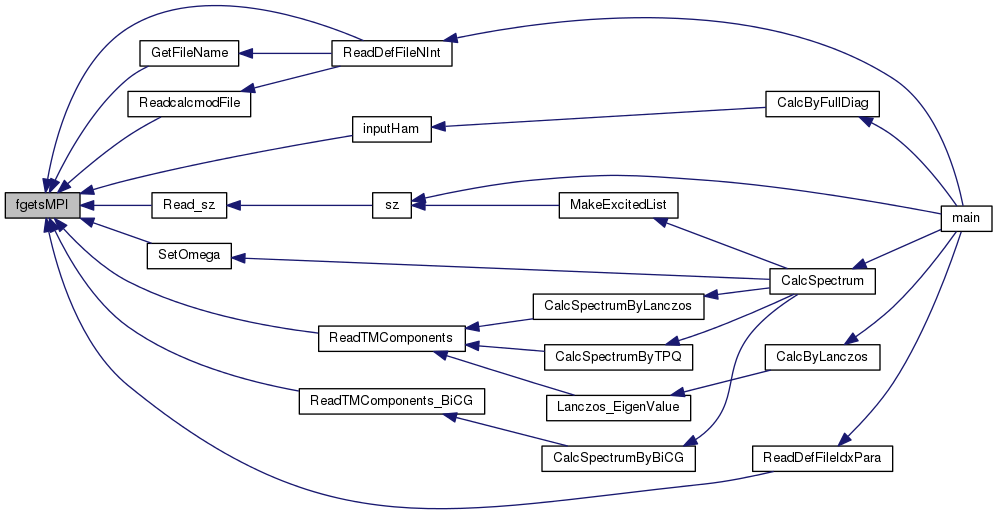 GetFileName
ReadDefFileNInt
ReadcalcmodFile
CalcByFullDiag
inputHam
fgetsMPI
Read_sz
sz
MakeExcitedList
main
SetOmega
CalcSpectrum
CalcSpectrumByLanczos
ReadTMComponents
CalcSpectrumByTPQ
CalcByLanczos
ReadTMComponents_BiCG
Lanczos_EigenValue
CalcSpectrumByBiCG
ReadDefFileIdxPara